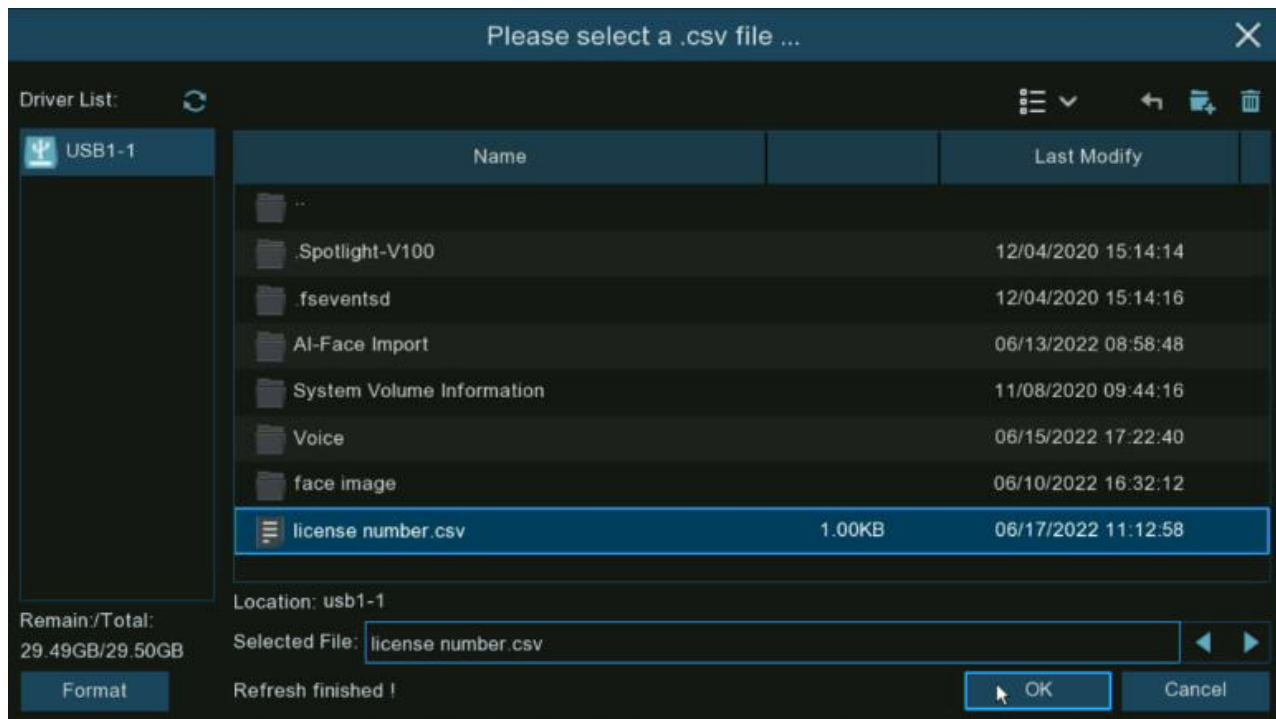 Please select a .csv file ...
Driver List:
USB1-1
Name Last Modify
..
.Spotlight-V100 12/04/2020 15:14:14
.fseventsd 12/04/2020 15:14:16
AI-Face Import 06/13/2022 08:58:48
System Volume Information 11/08/2020 09:44:16
Voice 06/15/2022 17:22:40
face image 06/10/2022 16:32:12
license number.csv 1.00KB 06/17/2022 11:12:58
Location: usb1-1
Remain:/Total:
29.49GB/29.50GB
Selected File: license number.csv
Format Refresh finished ! OK Cancel